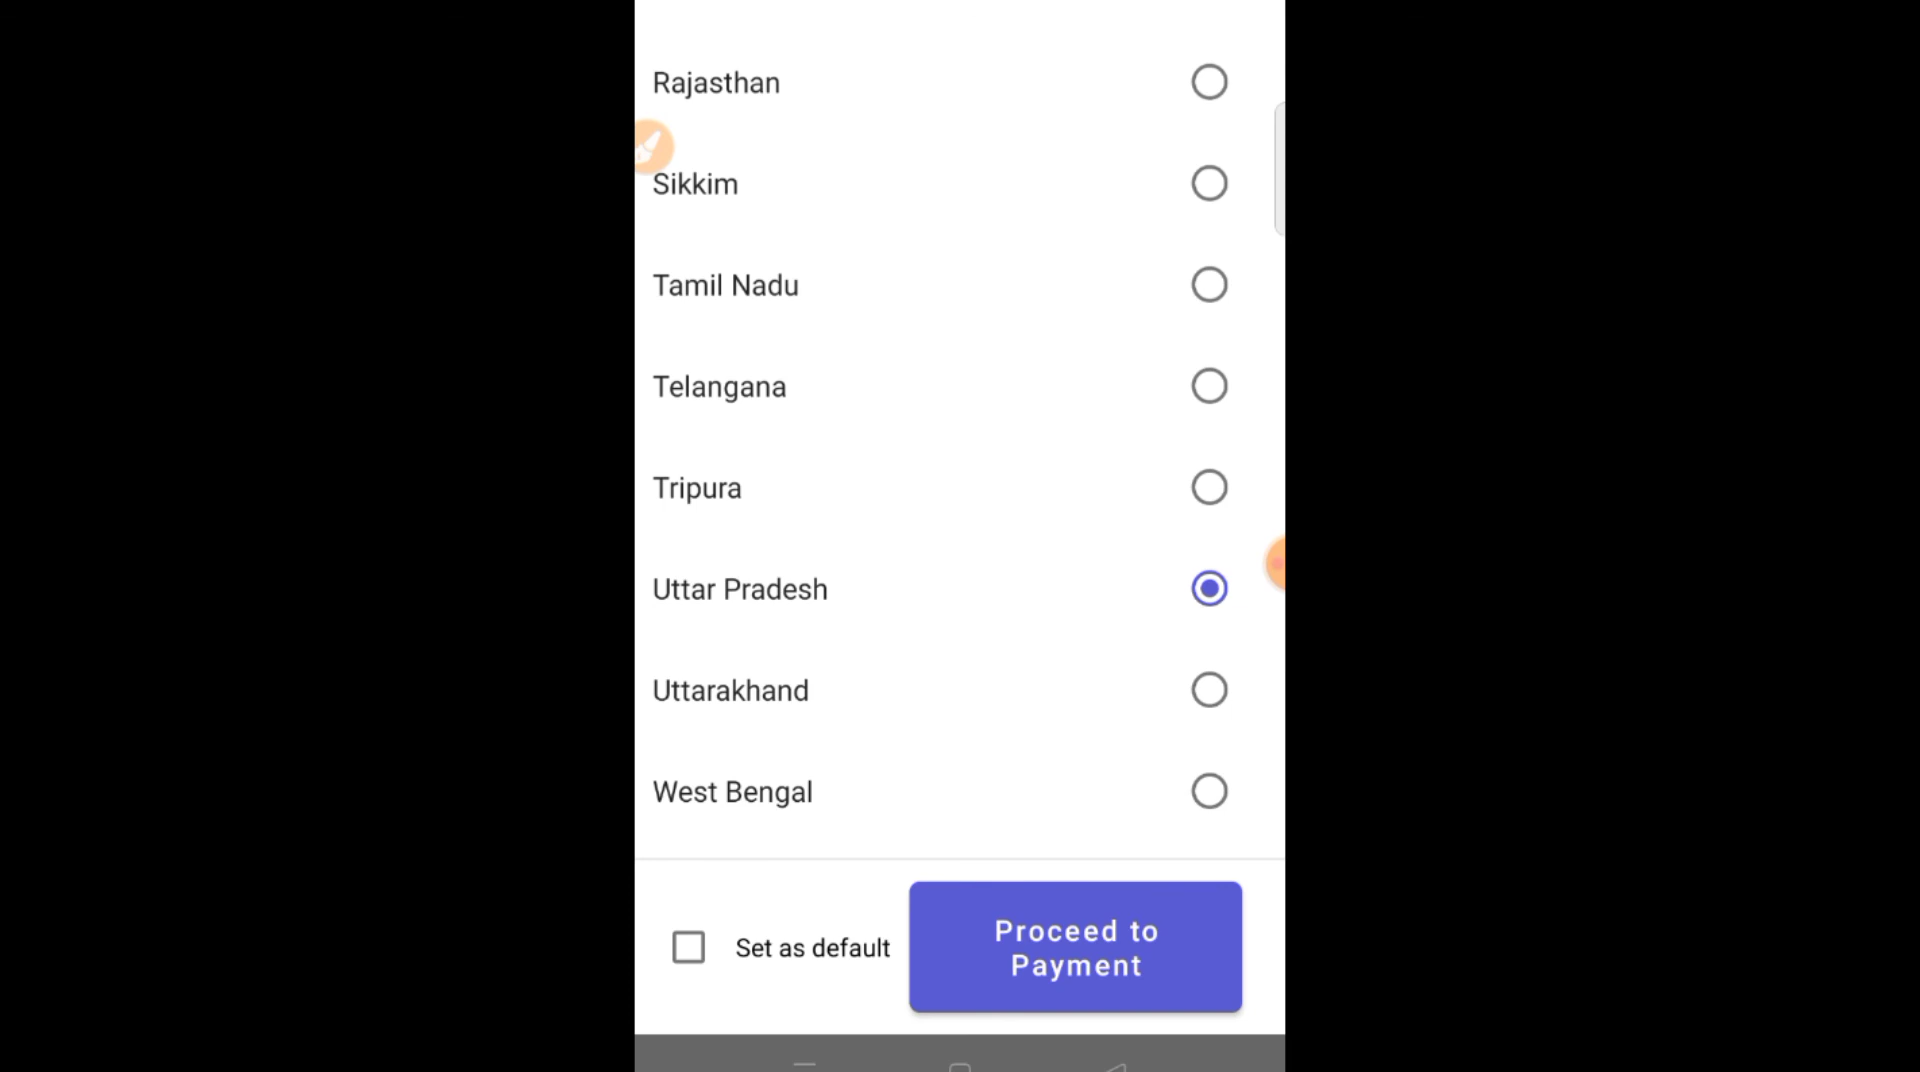 Rajasthan
Sikkim
Tamil Nadu
Telangana
Tripura
Uttar Pradesh
Uttarakhand
West Bengal
Set as default
Proceed to
Payment